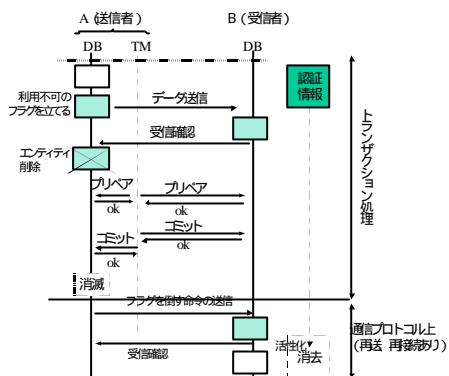 A (送信者)
B (受信者)
DB
TM
DB
利用不可の
フラグを立てる
データ送信
認証
情報
受信確認
エンティティ
削除
プリペア
プリペア
ok
ok
コミット
コミット
ok
ok
消滅
トランザクション処理
フラグを倒す命令の送信
活性化
受信確認
消去
通信プロトコル上
(再送 再接続あり)